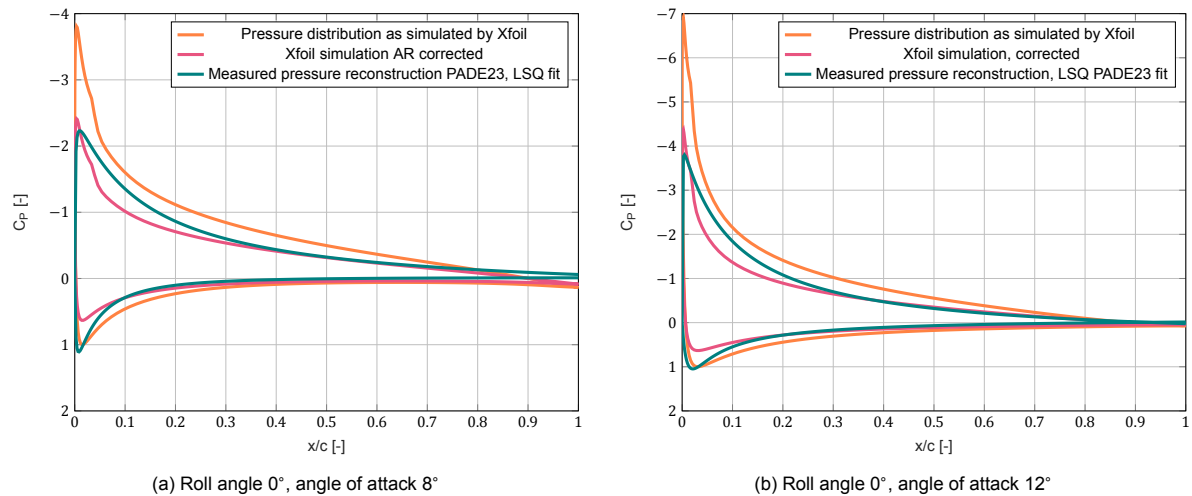 −4
−3
−2
−1
0
1
2
C_P [-]
0 0.1 0.2 0.3 0.4 0.5 0.6 0.7 0.8 0.9 1
x/c [-]
Pressure distribution as simulated by Xfoil
Xfoil simulation AR corrected
Measured pressure reconstruction PADE23, LSQ fit
(a) Roll angle 0°, angle of attack 8°
−7
−6
−5
−4
−3
−2
−1
0
1
2
C_P [-]
0 0.1 0.2 0.3 0.4 0.5 0.6 0.7 0.8 0.9 1
x/c [-]
Pressure distribution as simulated by Xfoil
Xfoil simulation, corrected
Measured pressure reconstruction, LSQ PADE23 fit
(b) Roll angle 0°, angle of attack 12°